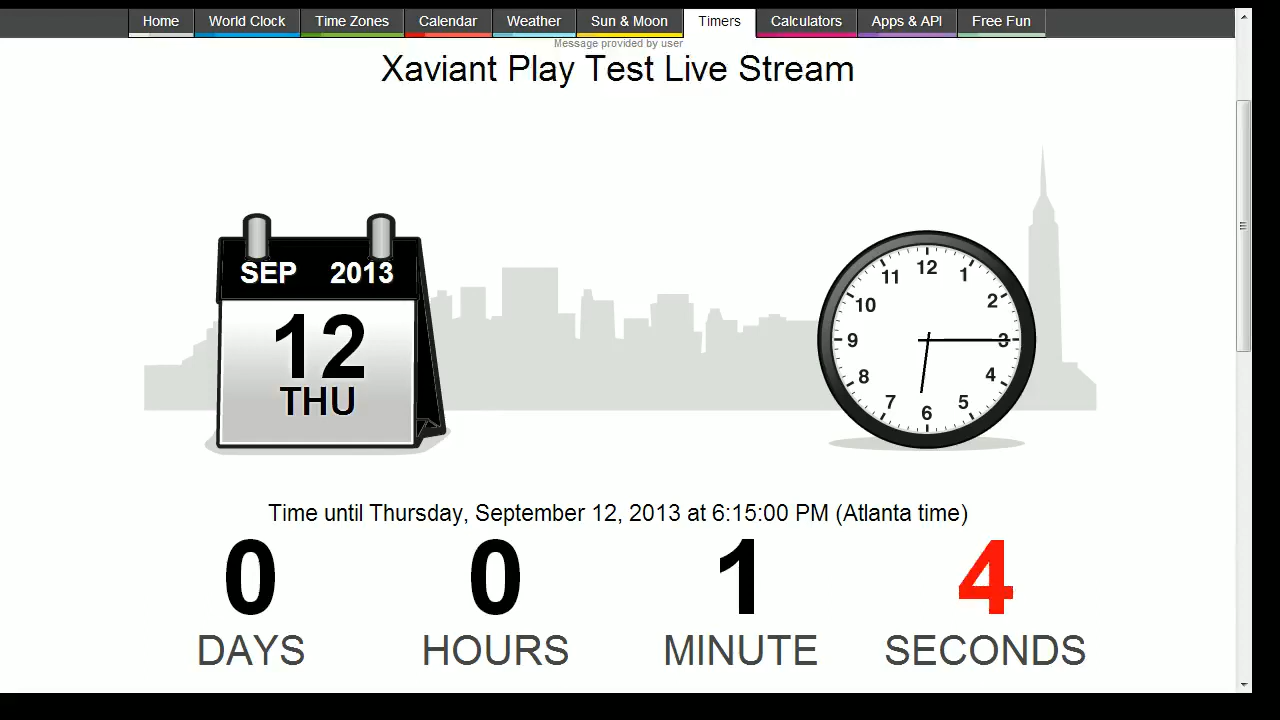 Home World Clock Time Zones Calendar Weather Sun & Moon Timers Calculators Apps & API Free Fun
Message provided by user
Xaviant Play Test Live Stream
SEP 2013
12
THU
12
1
2
3
4
5
6
7
8
9
10
11
Time until Thursday, September 12, 2013 at 6:15:00 PM (Atlanta time)
0 0 1 4
DAYS HOURS MINUTE SECONDS